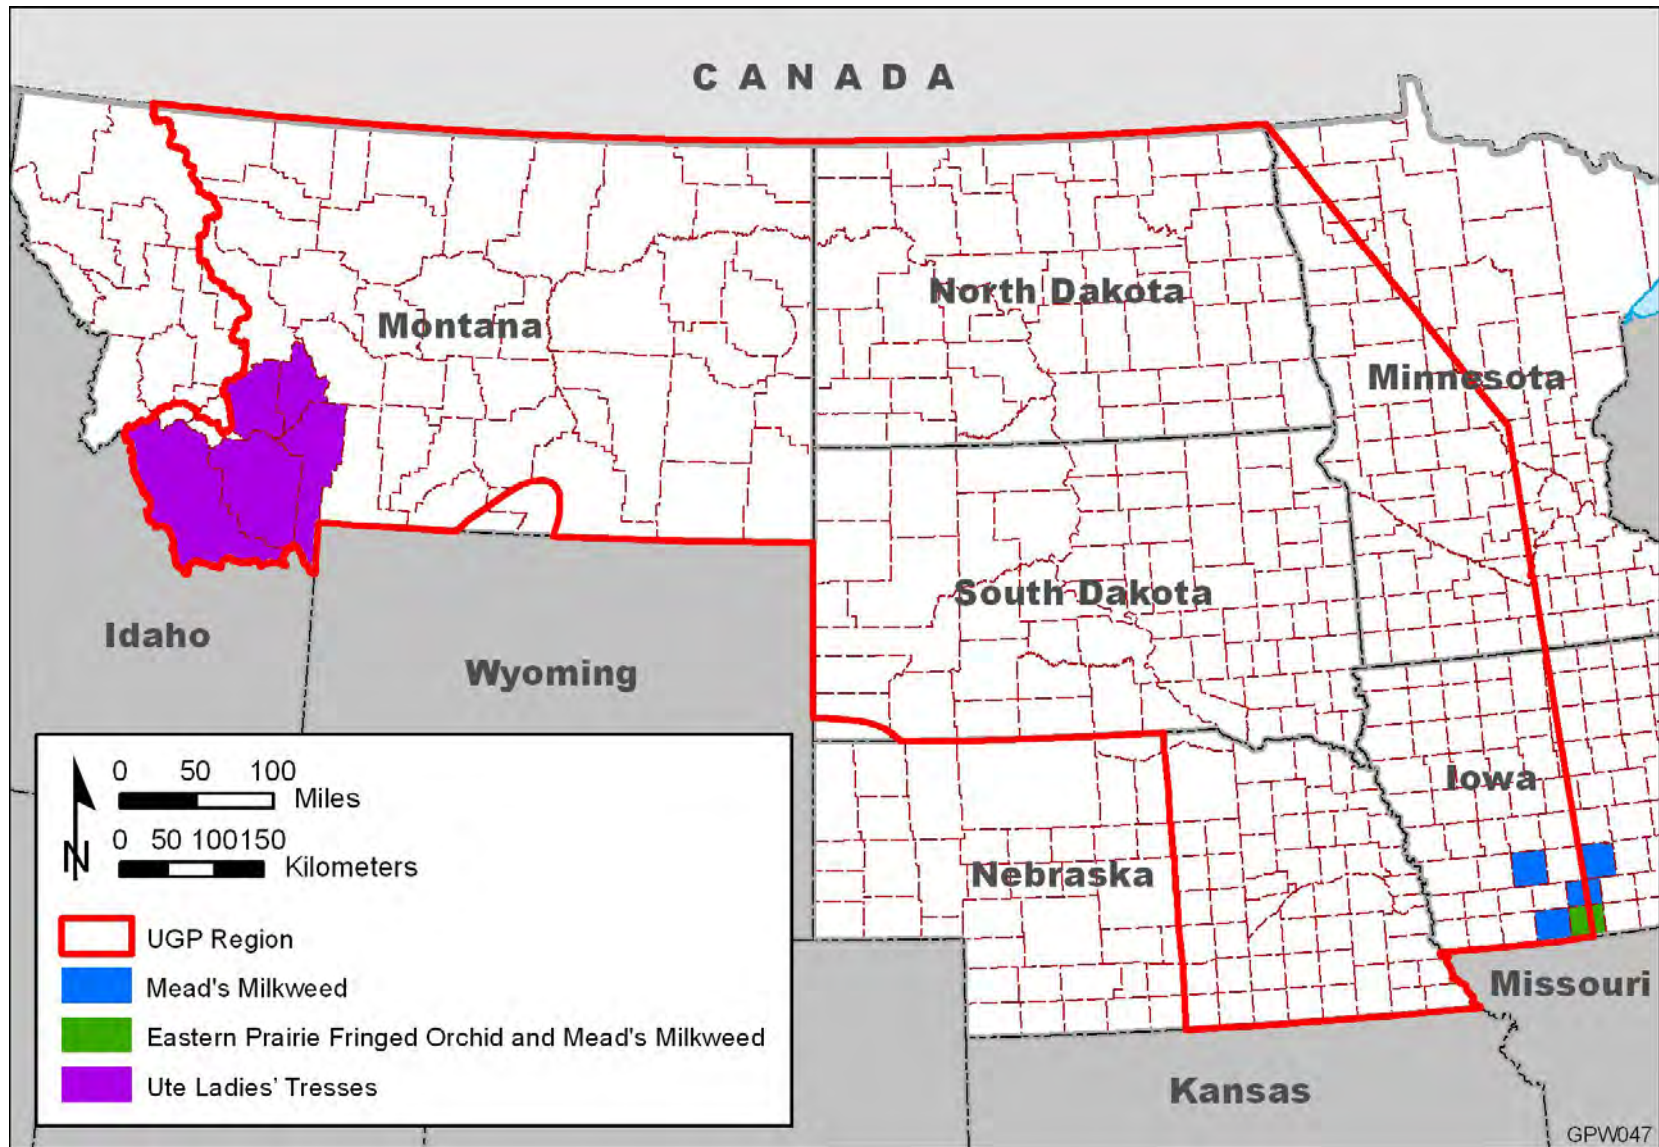 CANADA
North Dakota
Montana
Minnesota
South Dakota
Idaho
Wyoming
Iowa
Nebraska
Missouri
Kansas
0 50 100
Miles
0 50 100 150
Kilometers
N
UGP Region
Mead's Milkweed
Eastern Prairie Fringed Orchid and Mead's Milkweed
Ute Ladies’ Tresses
GPW047